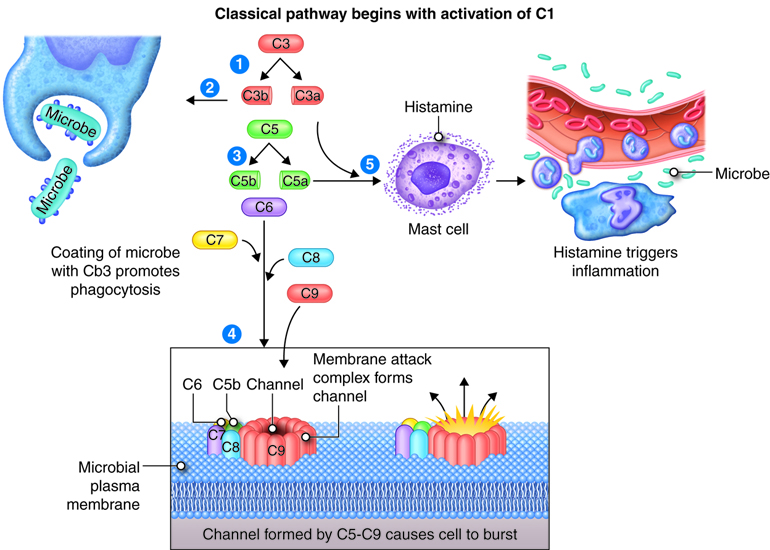 Classical pathway begins with activation of C1
C3
1
C3b
C3a
2
Microbe
Microbe
Coating of microbe
with Cb3 promotes
phagocytosis
C5
3
C5b
C5a
C6
C7
C8
C9
4
5
Histamine
Mast cell
Microbe
Histamine triggers
inflammation
C6
C5b
Channel
Membrane attack
complex forms
channel
C7
C8
C9
Microbial
plasma
membrane
Channel formed by C5-C9 causes cell to burst